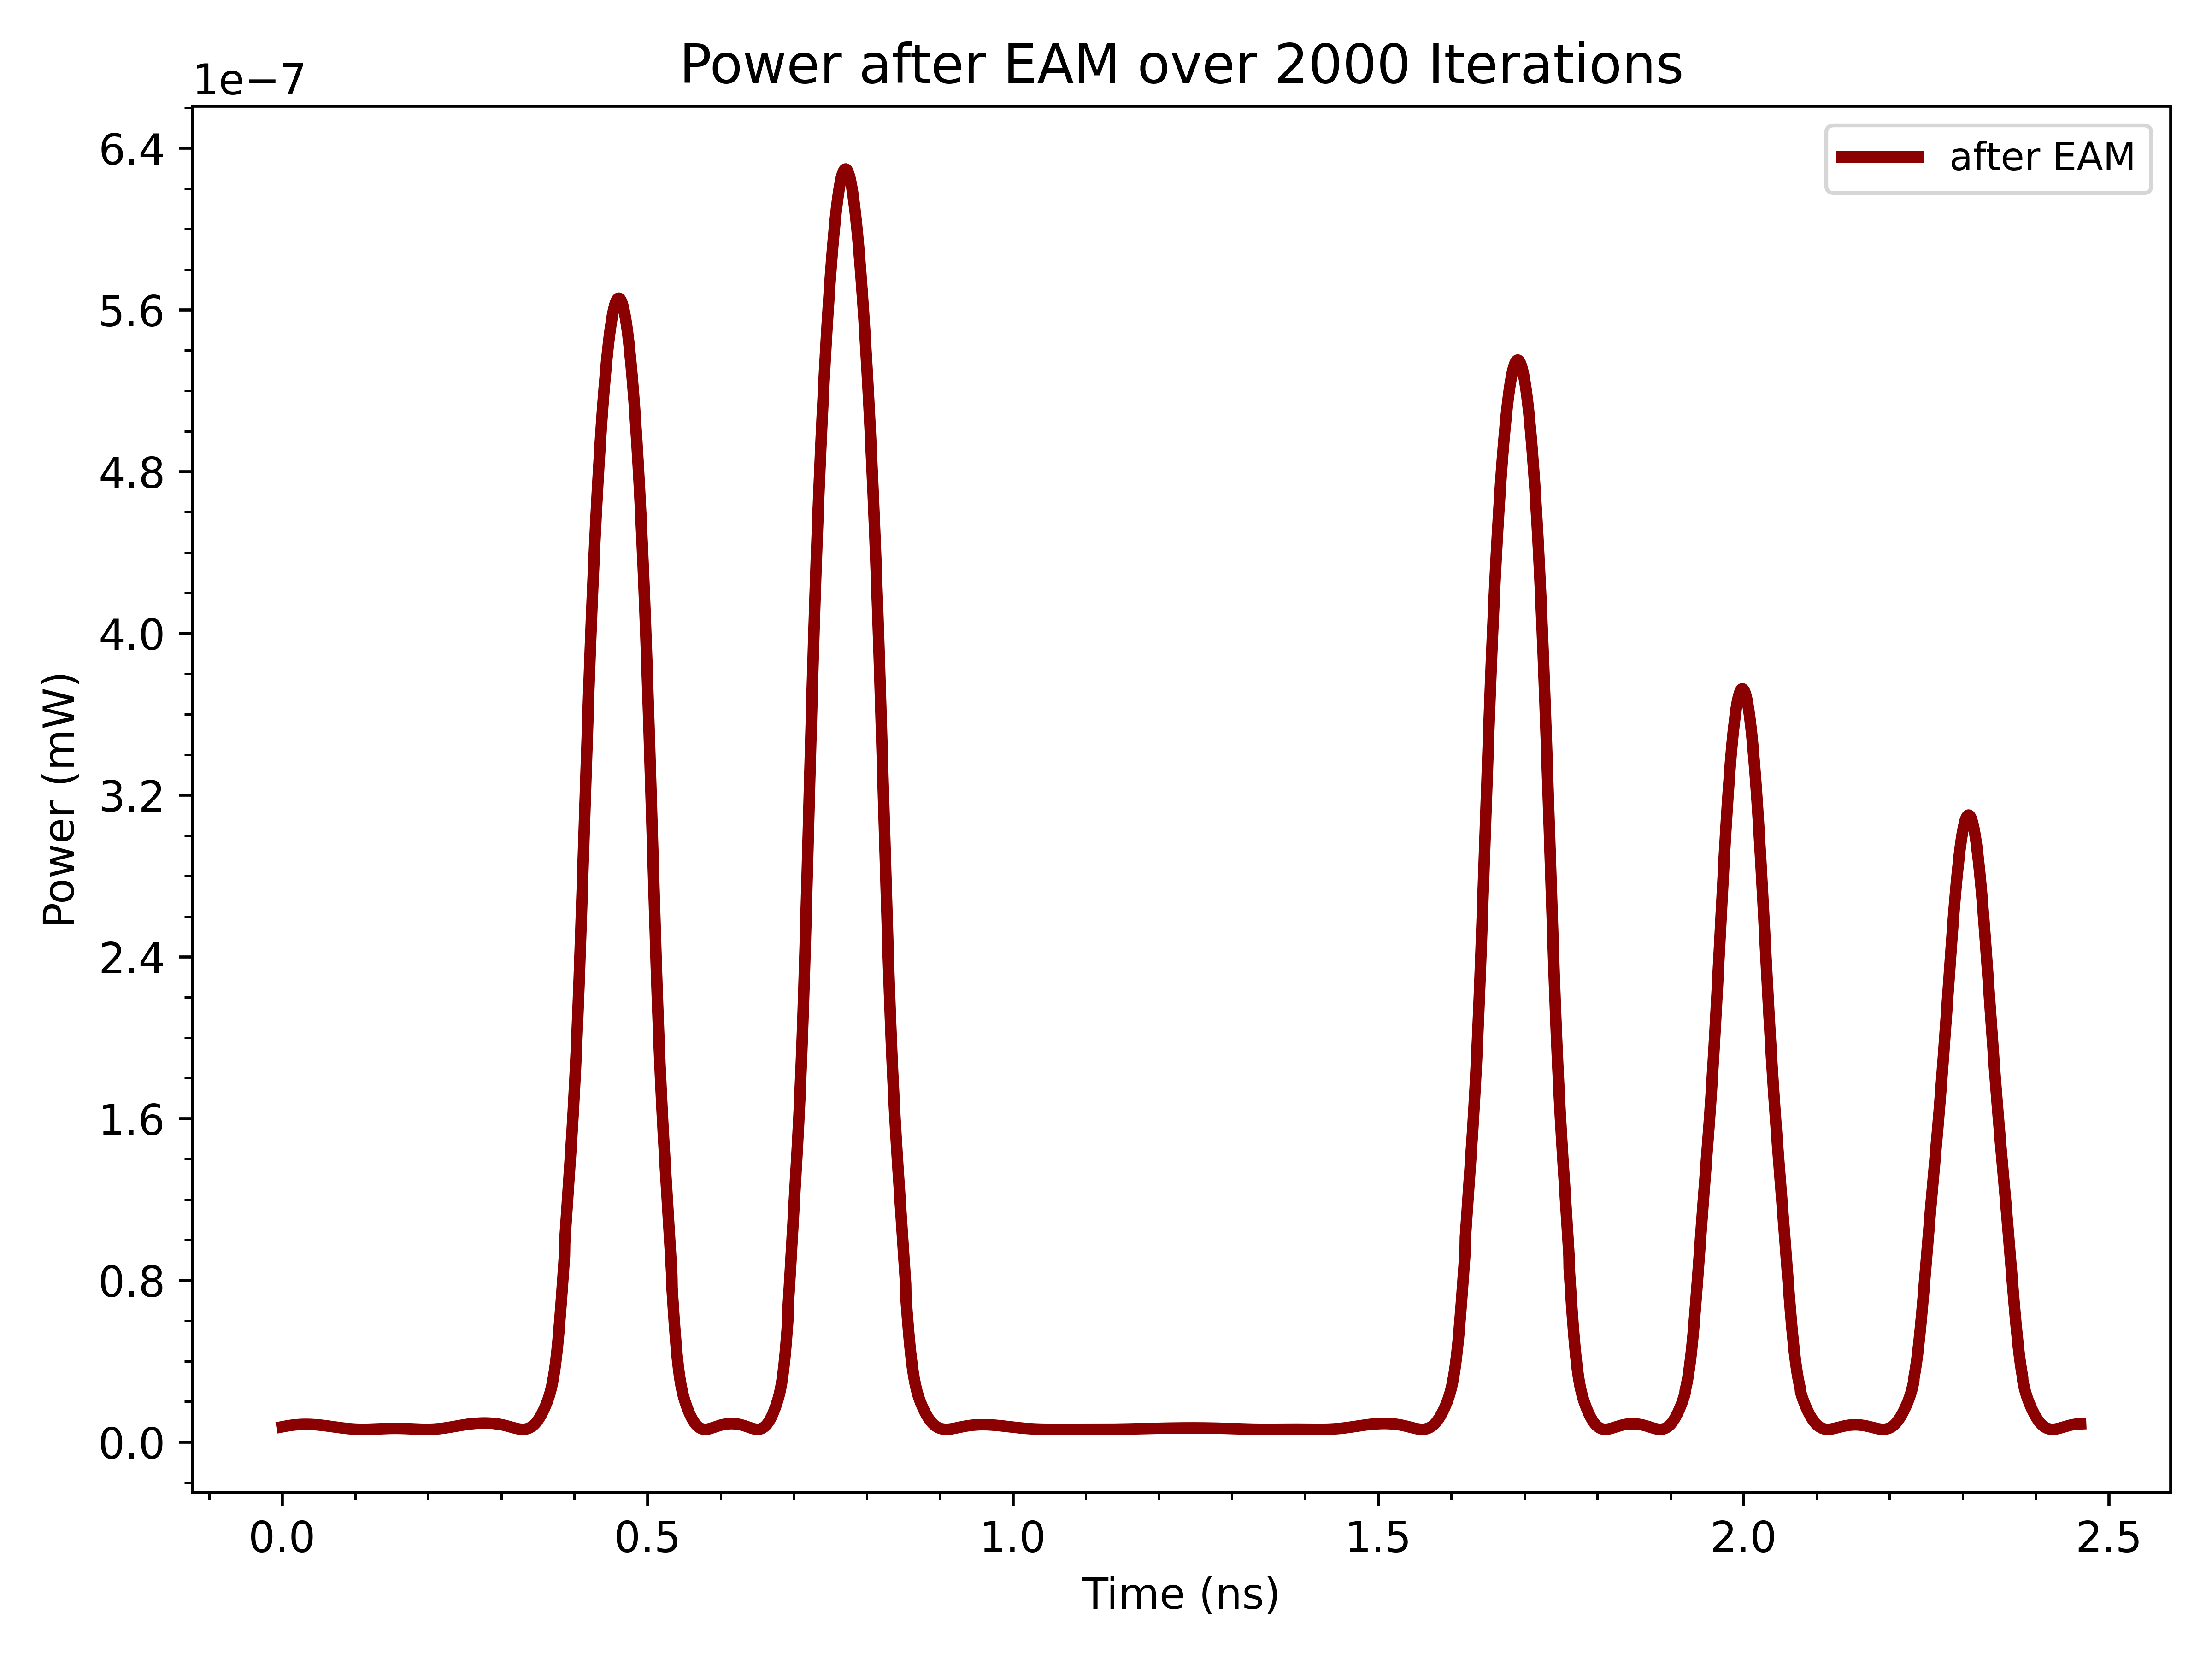 Power after EAM over 2000 Iterations
1e−7
after EAM
6.4
5.6
4.8
4.0
3.2
2.4
1.6
0.8
0.0
Power (mW)
0.0 0.5 1.0 1.5 2.0 2.5
Time (ns)